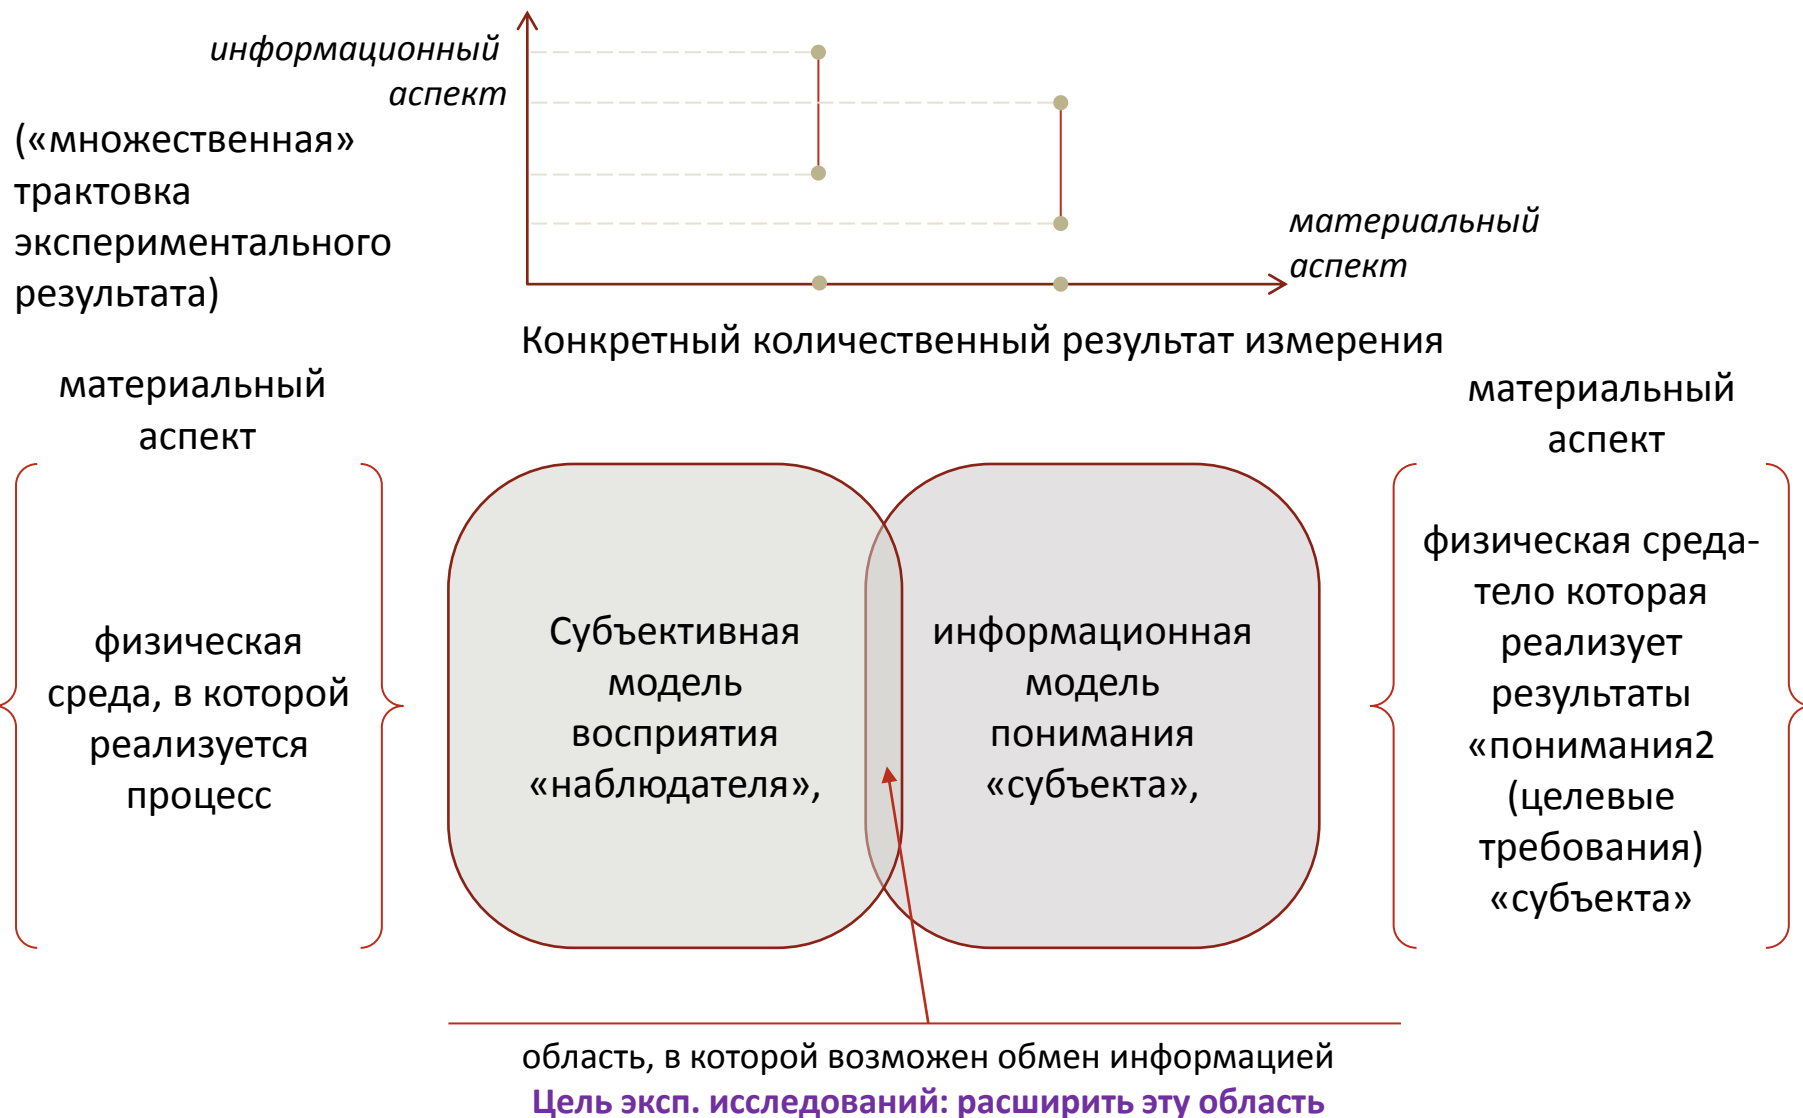 информационный
аспект
(«множественная»
трактовка
экспериментального
результата)
материальный
аспект
Конкретный количественный результат измерения
материальный
аспект
физическая
среда, в которой
реализуется
процесс
Субъективная
модель
восприятия
«наблюдателя»,
информационная
модель
понимания
«субъекта»,
материальный
аспект
физическая среда-
тело которая
реализует
результаты
«понимания2
(целевые
требования)
«субъекта»
область, в которой возможен обмен информацией
Цель эксп. исследований: расширить эту область